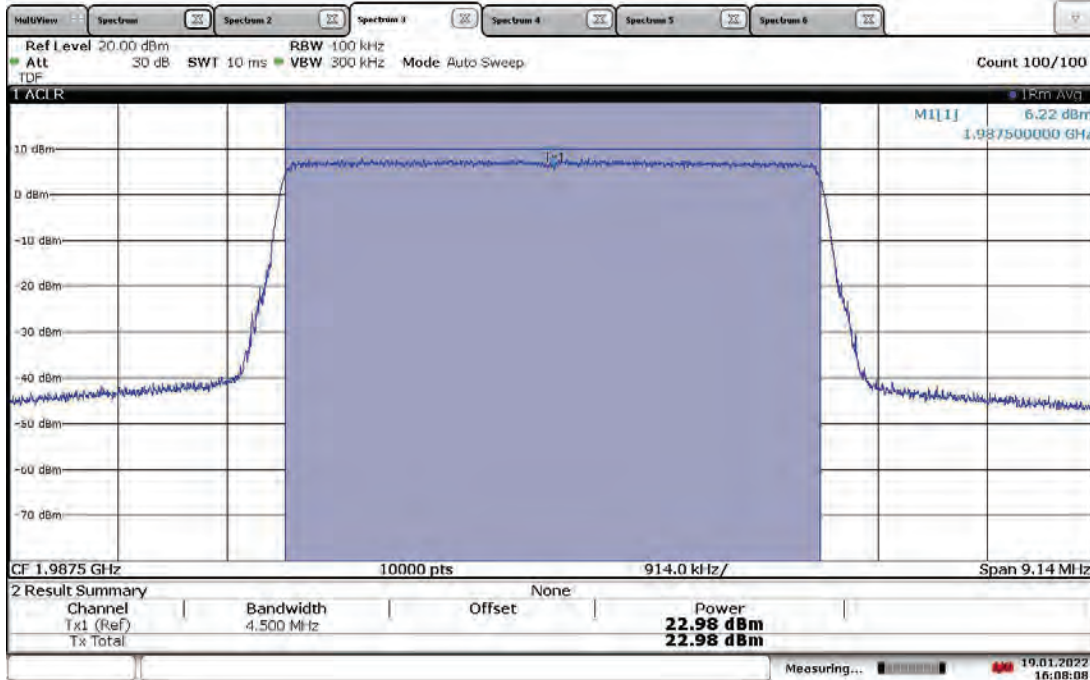 MultiView Spectrum Spectrum 2 Spectrum 3 Spectrum 4 Spectrum 5 Spectrum 6
Ref Level 20.00 dBm RBW 100 kHz
Att 30 dB SWT 10 ms VBW 300 kHz Mode Auto Sweep Count 100/100
TDF
1 ACLR 1Rm Avg
M1[1] 6.22 dBm
1.987500000 GHz
10 dBm
Tx1
0 dBm
-10 dBm
-20 dBm
-30 dBm
-40 dBm
-50 dBm
-60 dBm
-70 dBm
CF 1.9875 GHz 10000 pts 914.0 kHz/ Span 9.14 MHz
2 Result Summary None
Channel Bandwidth Offset Power
Tx1 (Ref) 4.500 MHz 22.98 dBm
Tx Total 22.98 dBm
Measuring... 19.01.2022
16:08:08